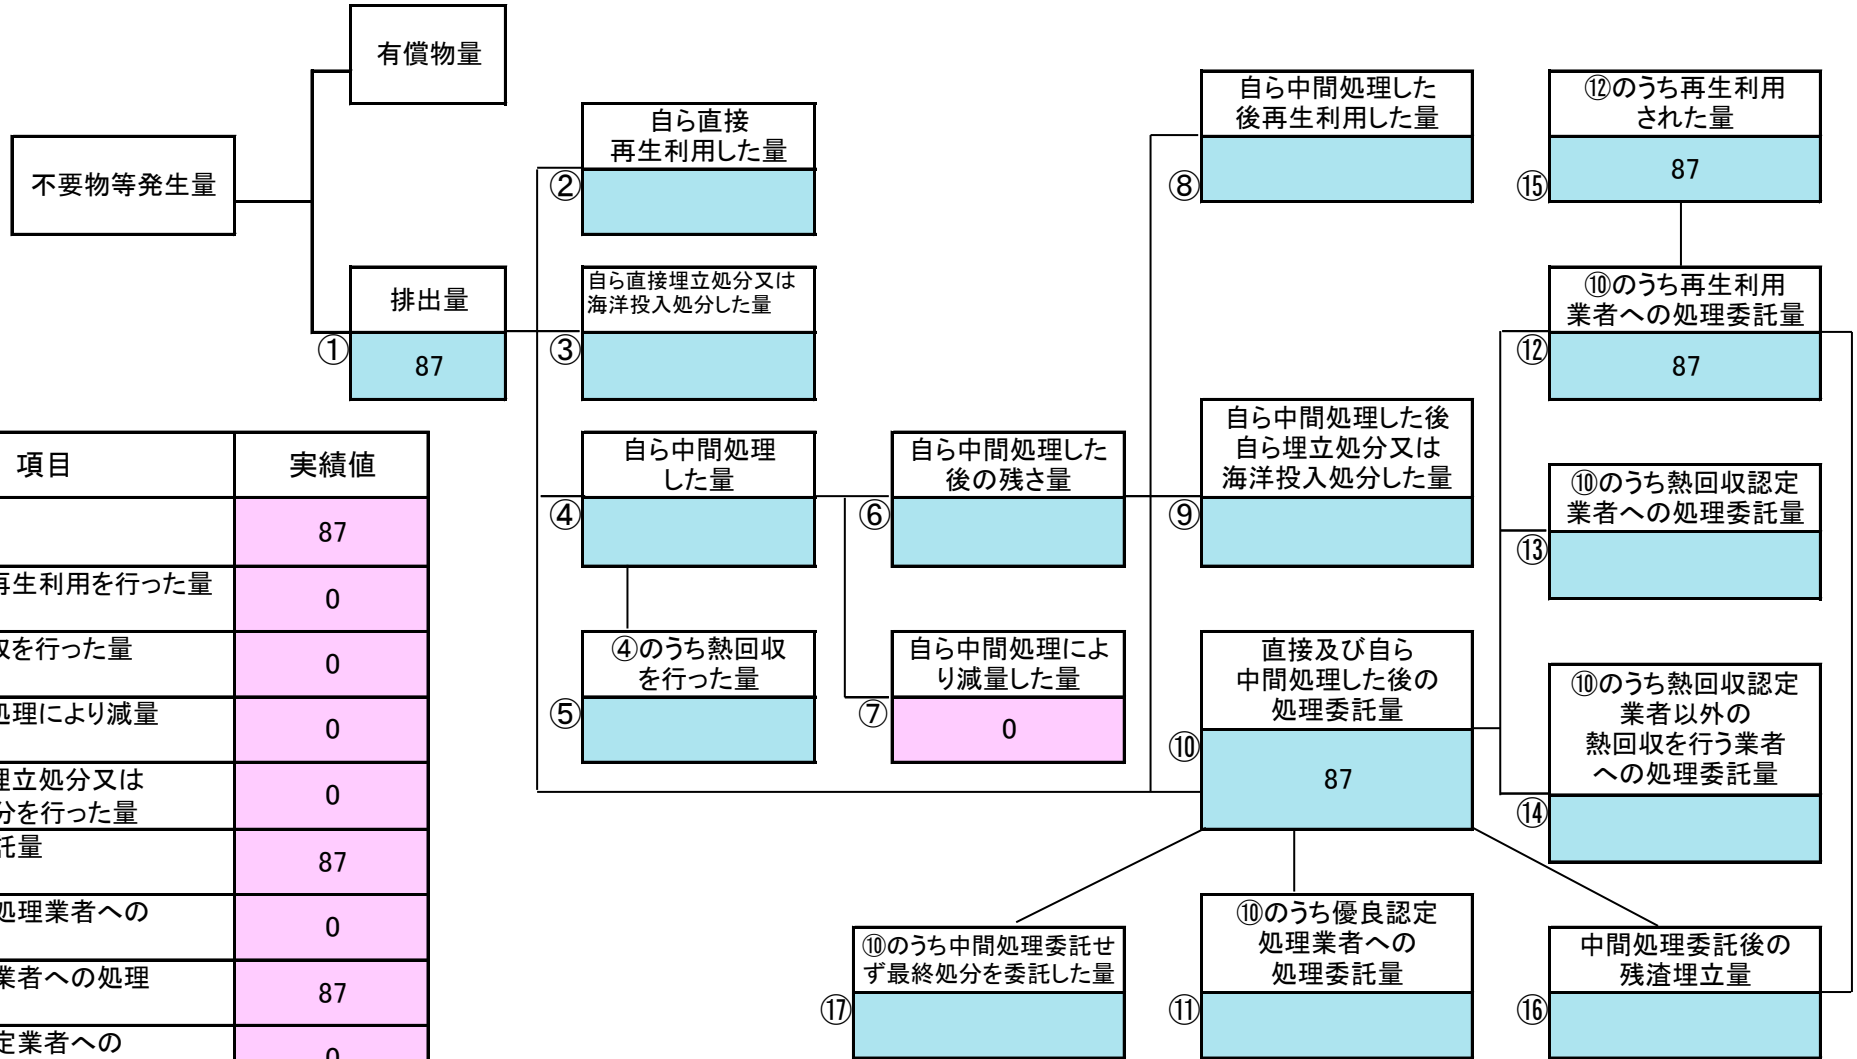 有償物量
不要物等発生量
排出量
①
87
自ら直接
再生利用した量
②
自ら直接埋立処分又は
海洋投入処分した量
③
自ら中間処理
した量
④
④のうち熱回収
を行った量
⑤
自ら中間処理した
後の残さ量
⑥
自ら中間処理によ
り減量した量
⑦
0
自ら中間処理した
後再生利用した量
⑧
自ら中間処理した後
自ら埋立処分又は
海洋投入処分した量
⑨
直接及び自ら
中間処理した後の
処理委託量
⑩
87
⑫のうち再生利用
された量
⑮
87
⑩のうち再生利用
業者への処理委託量
⑫
87
⑩のうち熱回収認定
業者への処理委託量
⑬
⑩のうち熱回収認定
業者以外の
熱回収を行う業者
への処理委託量
⑭
⑩のうち中間処理委託せ
ず最終処分を委託した量
⑰
⑩のうち優良認定
処理業者への
処理委託量
⑪
中間処理委託後の
残渣埋立量
⑯
項目 実績値
87
再生利用を行った量 0
を行った量 0
処理により減量 0
埋立処分又は
分を行った量 0
託量 87
処理業者への 0
業者への処理 87
定業者への 0